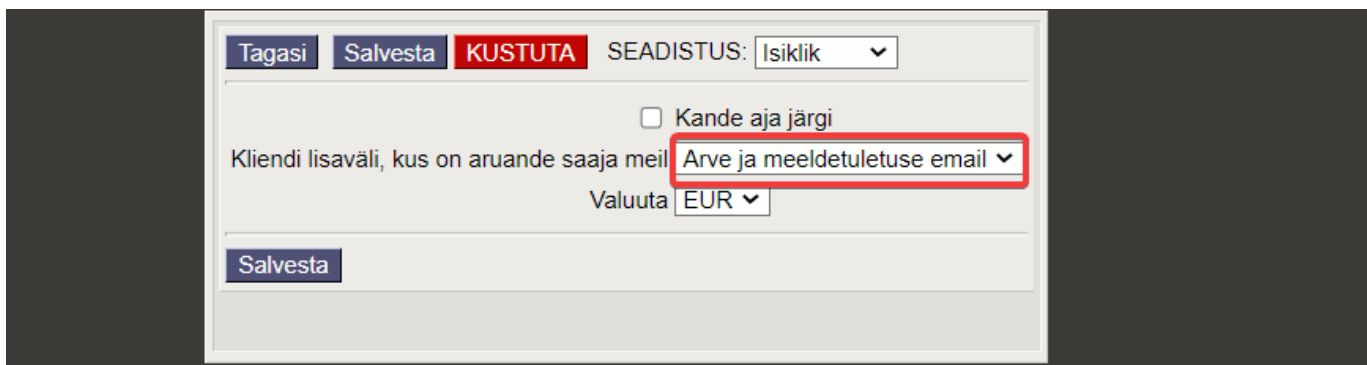 Tagasi Salvesta KUSTUTA SEADISTUS: Isiklik
Kande aja järgi
Kliendi lisaväli, kus on aruande saaja meil Arve ja meeldetuletuse email
Valuuta EUR
Salvesta